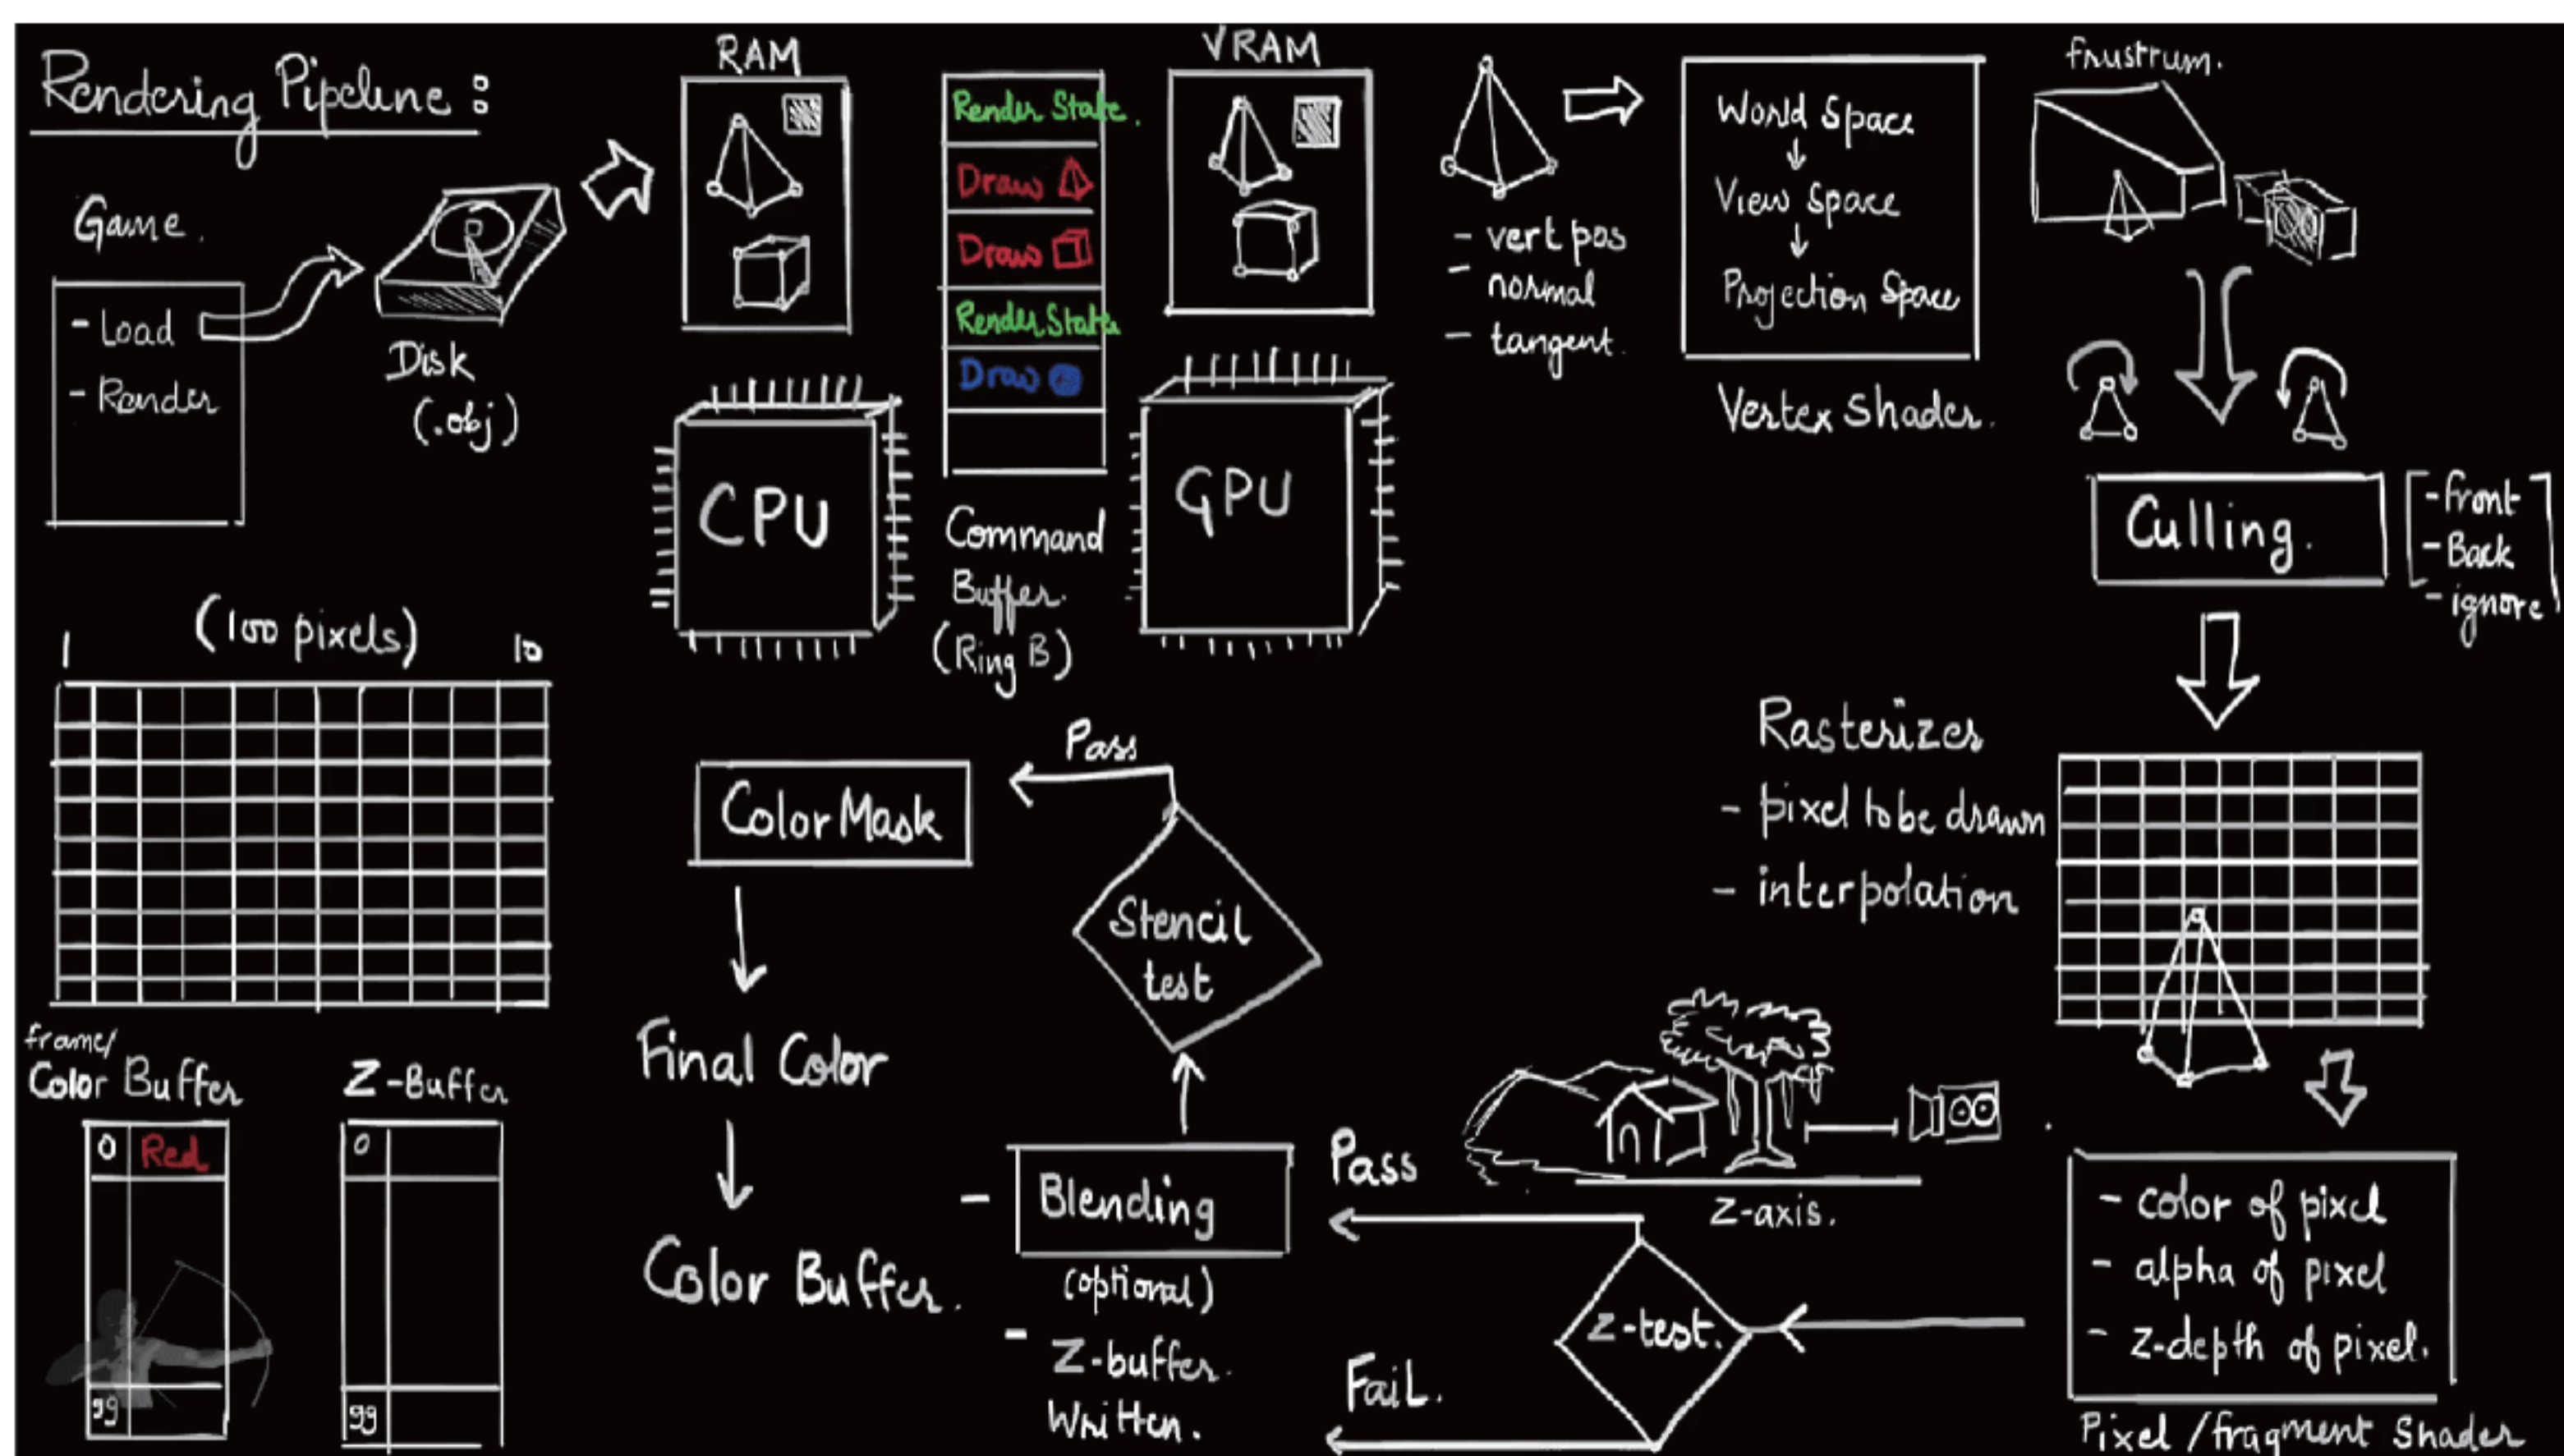 Rendering Pipeline :
Game.
- Load
- Render
Disk
(.obj)
RAM
CPU
Render State.
Draw
Draw
Render State
Draw
Command
Buffer.
(Ring B)
VRAM
GPU
- vert pos
- normal
- tangent.
World Space
View Space
Projection Space
Vertex Shader.
frustrum.
Culling.
- front
- Back
- ignore
Rasterizes
- pixel to be drawn
- interpolation
- color of pixel
- alpha of pixel
- z-depth of pixel.
Pixel / fragment Shader
z-axis.
z-test.
Pass
Fail.
- Blending
(optional)
- Z-buffer.
Written.
Stencil
test
Pass
Color Mask
Final Color
Color Buffer.
(100 pixels)
1
10
frame/
Color Buffer
0 Red
99
Z-Buffer
0
99